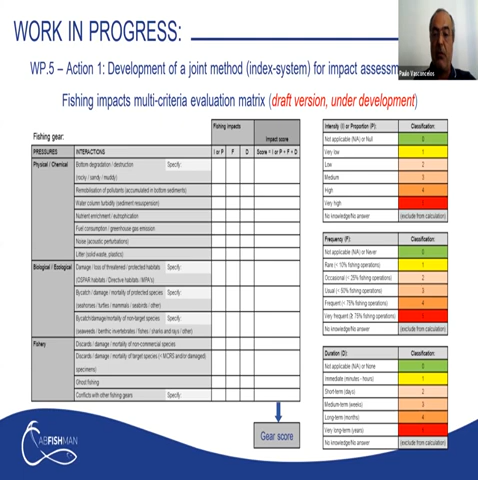 WORK IN PROGRESS:
Paulo Vasconcelos
WP.5 – Action 1: Development of a joint method (index-system) for impact assessm
Fishing impacts multi-criteria evaluation matrix (draft version, under development)
Fishing gear:
Fishing impacts
Impact score
PRESSURES INTERACTIONS I or P F D Score = I or P + F + D
Physical / Chemical Bottom degradation / destruction Specify:
(rocky / sandy / muddy)
Remobilisation of pollutants (accumulated in bottom sediments)
Water column turbidity (sediment resuspension)
Nutrient enrichment / eutrophication
Fuel consumption / greenhouse gas emission
Noise (acoustic perturbations)
Litter (solid waste, plastics)
Biological / Ecological Damage / loss of threatened / protected habitats Specify:
(OSPAR habitats / Directive habitats / MPA's)
Bycatch / damage / mortality of protected species Specify:
(seahorses / turtles / mammals / seabirds / other)
Bycatch/damage/mortality of non-target species Specify:
(seaweeds / benthic invertebrates / fishes / sharks and rays / other)
Fishery Discards / damage / mortality of non-commercial species
Discards / damage / mortality of target species (< MCRS and/or damaged)
specimens)
Ghost fishing
Conflicts with other fishing gears Specify:
Gear score
Intensity (I) or Proportion (P): Classification:
Not applicable (N/A) or Null 0
Very low 1
Low 2
Medium 3
High 4
Very high
No knowledge/No answer (exclude from calculation)
Frequency (F): Classification:
Not applicable (N/A) or Never 0
Rare (< 10% fishing operations) 1
Occasional (< 25% fishing operations) 2
Usual (< 50% fishing operations) 3
Frequent (< 75% fishing operations) 4
Very frequent (≥ 75% fishing operations)
No knowledge/No answer (exclude from calculation)
Duration (D): Classification:
Not applicable (N/A) or None 0
Immediate (minutes - hours) 1
Short-term (days) 2
Medium-term (weeks) 3
Long-term (months) 4
Very long-term (years)
No knowledge/No answer (exclude from calculation)
CABFISHMAN